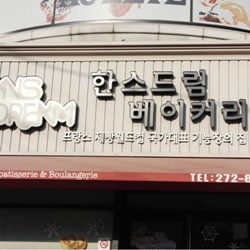 한스드림
베이커리
프랑스 제빵월드컵 국가대표 기능장의 집
patisserie & Boulangerie
TEL:272-8